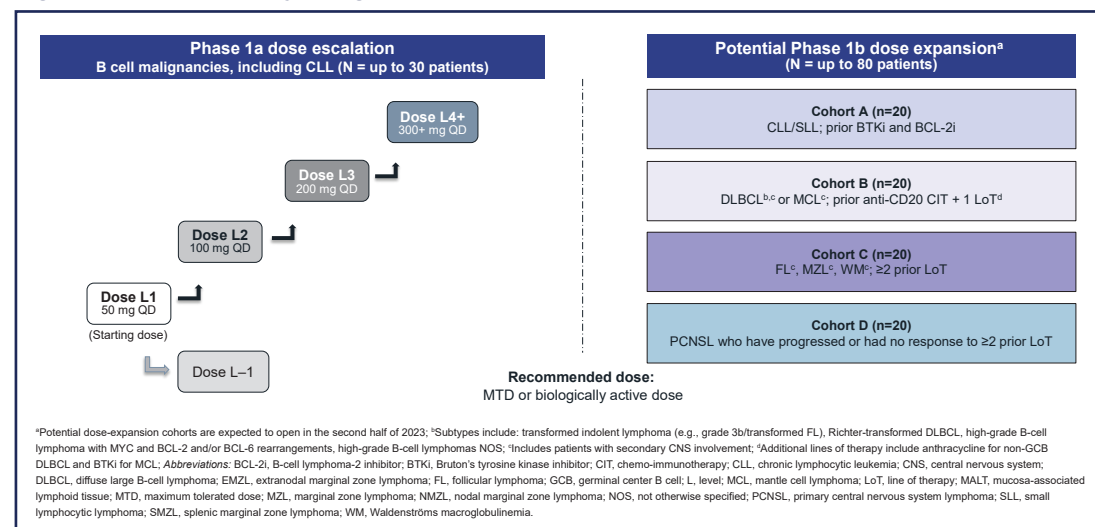 Phase 1a dose escalation
B cell malignancies, including CLL (N = up to 30 patients)
Dose L4+
300+ mg QD
Dose L3
200 mg QD
Dose L2
100 mg QD
Dose L1
50 mg QD
(Starting dose)
Dose L–1
Potential Phase 1b dose expansionᵃ
(N = up to 80 patients)
Cohort A (n=20)
CLL/SLL; prior BTKi and BCL-2i
Cohort B (n=20)
DLBCLᵇ,ᶜ or MCLᶜ; prior anti-CD20 CIT + 1 LoTᵈ
Cohort C (n=20)
FLᶜ, MZLᶜ, WMᶜ; ≥2 prior LoT
Cohort D (n=20)
PCNSL who have progressed or had no response to ≥2 prior LoT
Recommended dose:
MTD or biologically active dose
ᵃPotential dose-expansion cohorts are expected to open in the second half of 2023; ᵇSubtypes include: transformed indolent lymphoma (e.g., grade 3b/transformed FL), Richter-transformed DLBCL, high-grade B-cell
lymphoma with MYC and BCL-2 and/or BCL-6 rearrangements, high-grade B-cell lymphomas NOS; ᶜIncludes patients with secondary CNS involvement; ᵈAdditional lines of therapy include anthracycline for non-GCB
DLBCL and BTKi for MCL; Abbreviations: BCL-2i, B-cell lymphoma-2 inhibitor; BTKi, Bruton's tyrosine kinase inhibitor; CIT, chemo-immunotherapy; CLL, chronic lymphocytic leukemia; CNS, central nervous system;
DLBCL, diffuse large B-cell lymphoma; EMZL, extranodal marginal zone lymphoma; FL, follicular lymphoma; GCB, germinal center B cell; L, level; MCL, mantle cell lymphoma; LoT, line of therapy; MALT, mucosa-associated
lymphoid tissue; MTD, maximum tolerated dose; MZL, marginal zone lymphoma; NMZL, nodal marginal zone lymphoma; NOS, not otherwise specified; PCNSL, primary central nervous system lymphoma; SLL, small
lymphocytic lymphoma; SMZL, splenic marginal zone lymphoma; WM, Waldenströms macroglobulinemia.